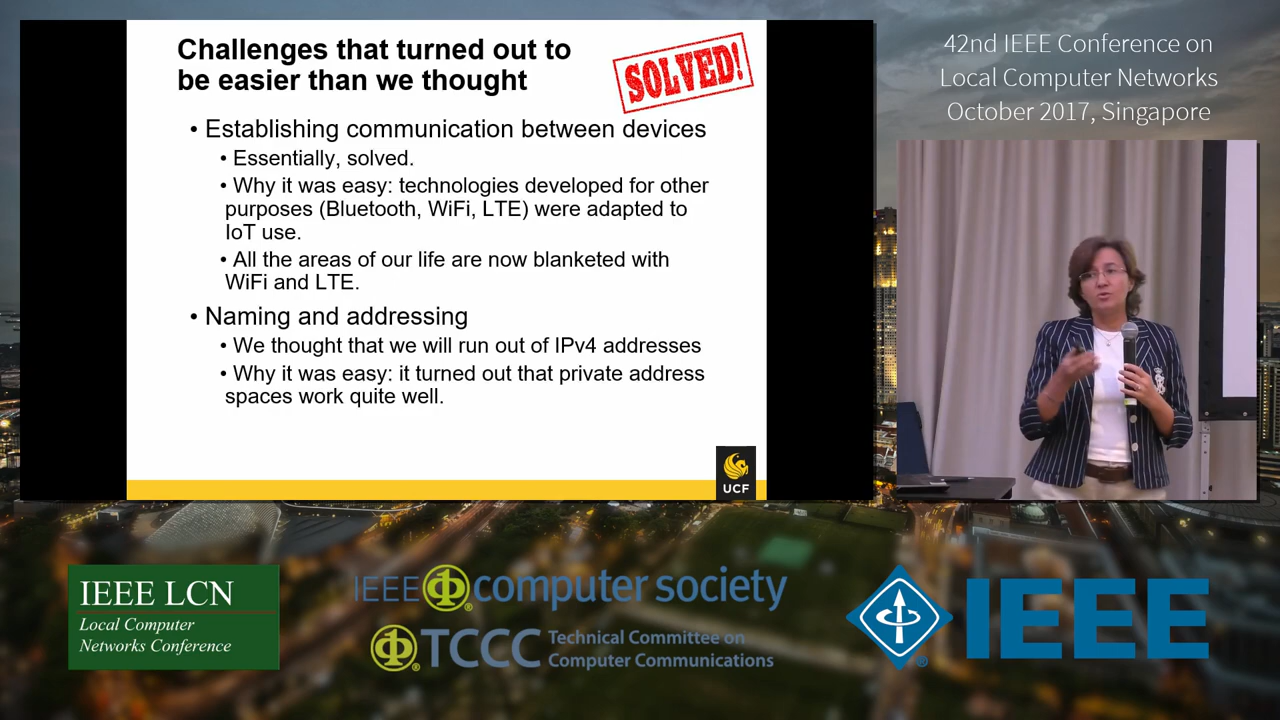 Challenges that turned out to
be easier than we thought
SOLVED!
• Establishing communication between devices
• Essentially, solved.
• Why it was easy: technologies developed for other
purposes (Bluetooth, WiFi, LTE) were adapted to
IoT use.
• All the areas of our life are now blanketed with
WiFi and LTE.
• Naming and addressing
• We thought that we will run out of IPv4 addresses
• Why it was easy: it turned out that private address
spaces work quite well.
UCF
42nd IEEE Conference on
Local Computer Networks
October 2017, Singapore
IEEE LCN
Local Computer
Networks Conference
IEEE computer society
TCCC Technical Committee on
Computer Communications
IEEE